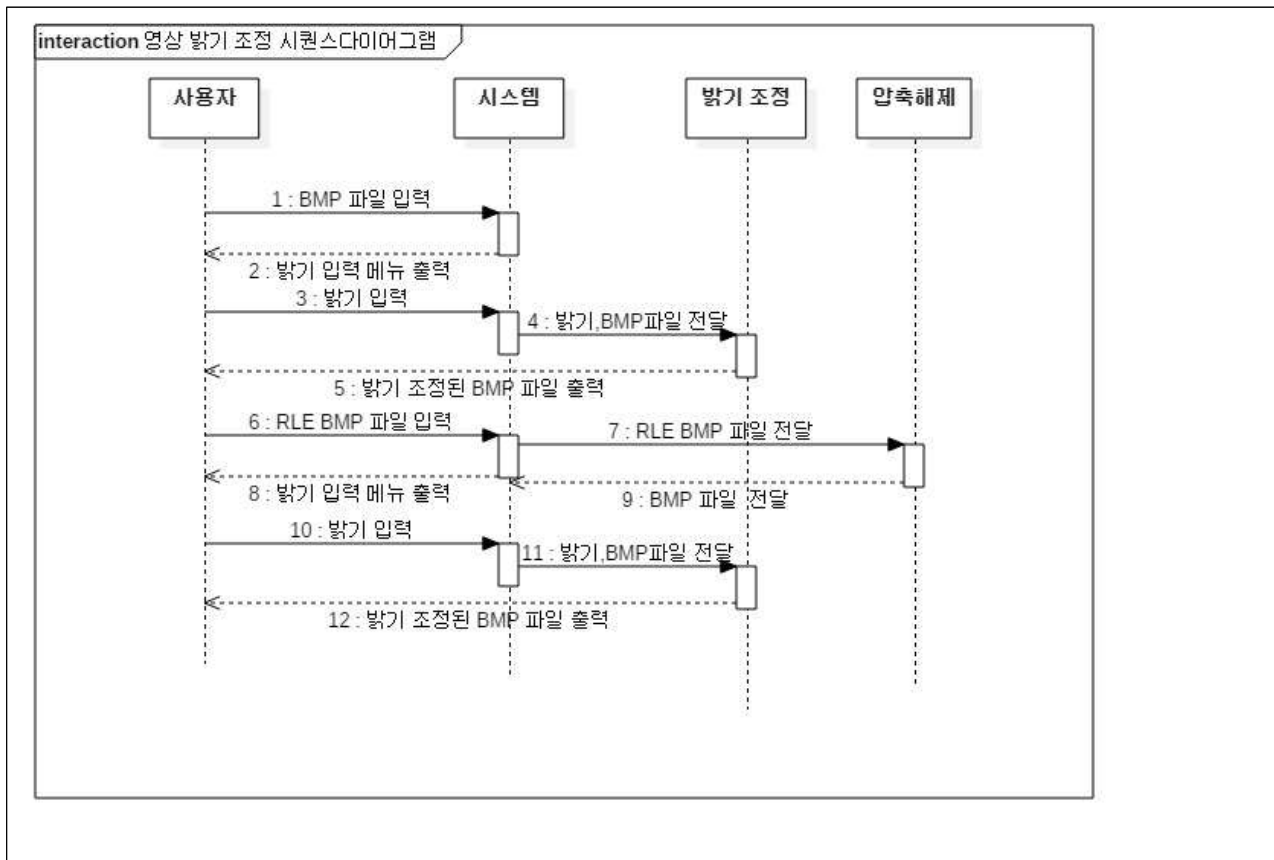 interaction 영상 밝기 조정 시퀀스다이어그램
사용자
시스템
밝기 조정
압축해제
1 : BMP 파일 입력
2 : 밝기 입력 메뉴 출력
3 : 밝기 입력
4 : 밝기,BMP파일 전달
5 : 밝기 조정된 BMP 파일 출력
6 : RLE BMP 파일 입력
7 : RLE BMP 파일 전달
8 : 밝기 입력 메뉴 출력
9 : BMP 파일 전달
10 : 밝기 입력
11 : 밝기,BMP파일 전달
12 : 밝기 조정된 BMP 파일 출력